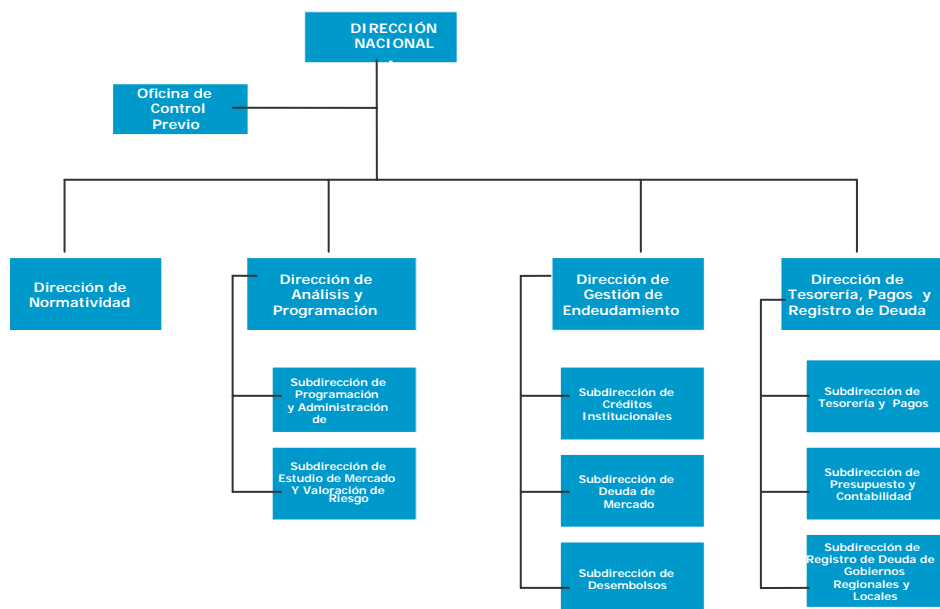 DIRECCIÓN
NACIONAL
Oficina de
Control
Previo
Dirección de
Normatividad
Dirección de
Análisis y
Programación
Subdirección de
Programación
y Administración
de
Subdirección de
Estudio de Mercado
Y Valoración de
Riesgo
Dirección de
Gestión de
Endeudamiento
Subdirección de
Créditos
Institucionales
Subdirección de
Deuda de
Mercado
Subdirección de
Desembolsos
Dirección de
Tesorería, Pagos y
Registro de Deuda
Subdirección de
Tesorería y Pagos
Subdirección de
Presupuesto y
Contabilidad
Subdirección de
Registro de Deuda de
Gobiernos
Regionales y
Locales